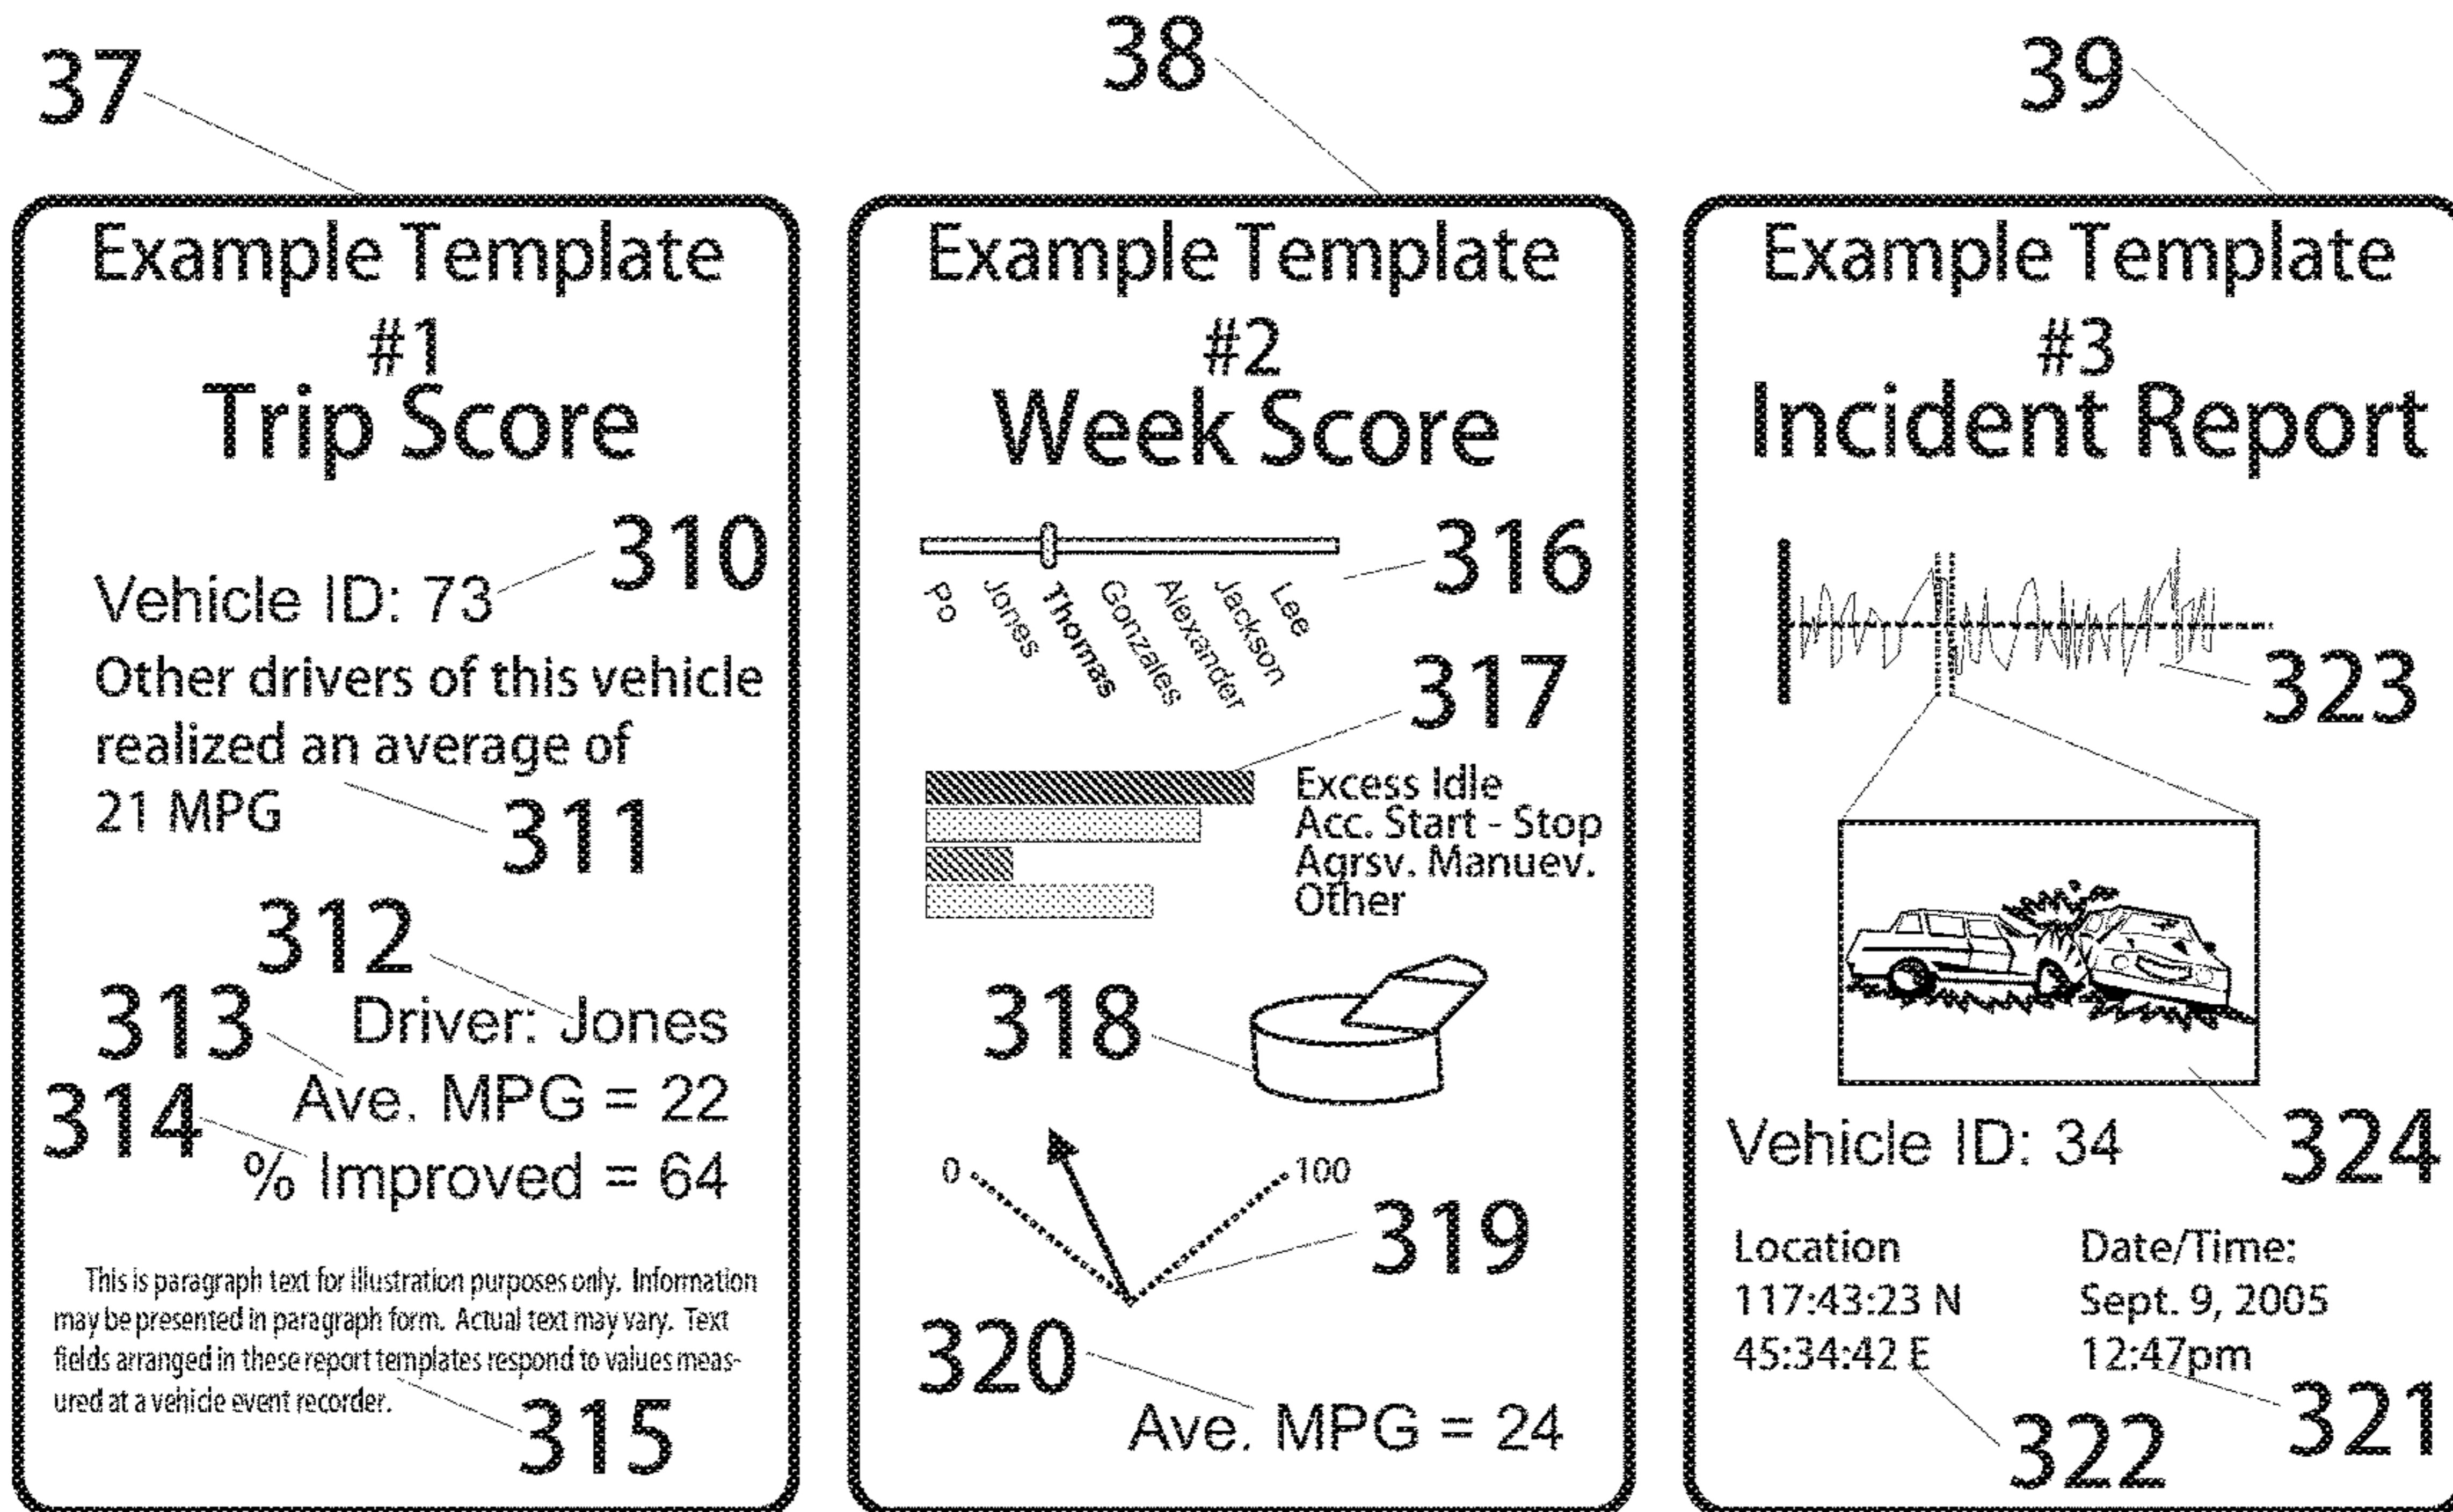 37
38
39
Example Template
#1
Trip Score
310
Vehicle ID: 73
Other drivers of this vehicle
realized an average of
21 MPG
311
312
313
Driver: Jones
314
Ave. MPG = 22
% Improved = 64
This is paragraph text for illustration purposes only. Information
may be presented in paragraph form. Actual text may vary. Text
fields arranged in these report templates respond to values meas-
ured at a vehicle event recorder.
315
Example Template
#2
Week Score
316
Po
Jones
Thomas
Gonzales
Alexander
Jackson
Lee
317
Excess Idle
Acc. Start - Stop
Agrsv. Manuev.
Other
318
0
100
319
320
Ave. MPG = 24
Example Template
#3
Incident Report
323
324
Vehicle ID: 34
Location
117:43:23 N
45:34:42 E
Date/Time:
Sept. 9, 2005
12:47pm
321
322